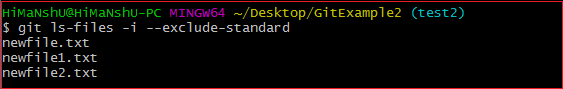 HiMaNshU@HiMaNshU-PC MINGW64 ~/Desktop/GitExample2 (test2)
$ git ls-files -i --exclude-standard
newfile.txt
newfile1.txt
newfile2.txt